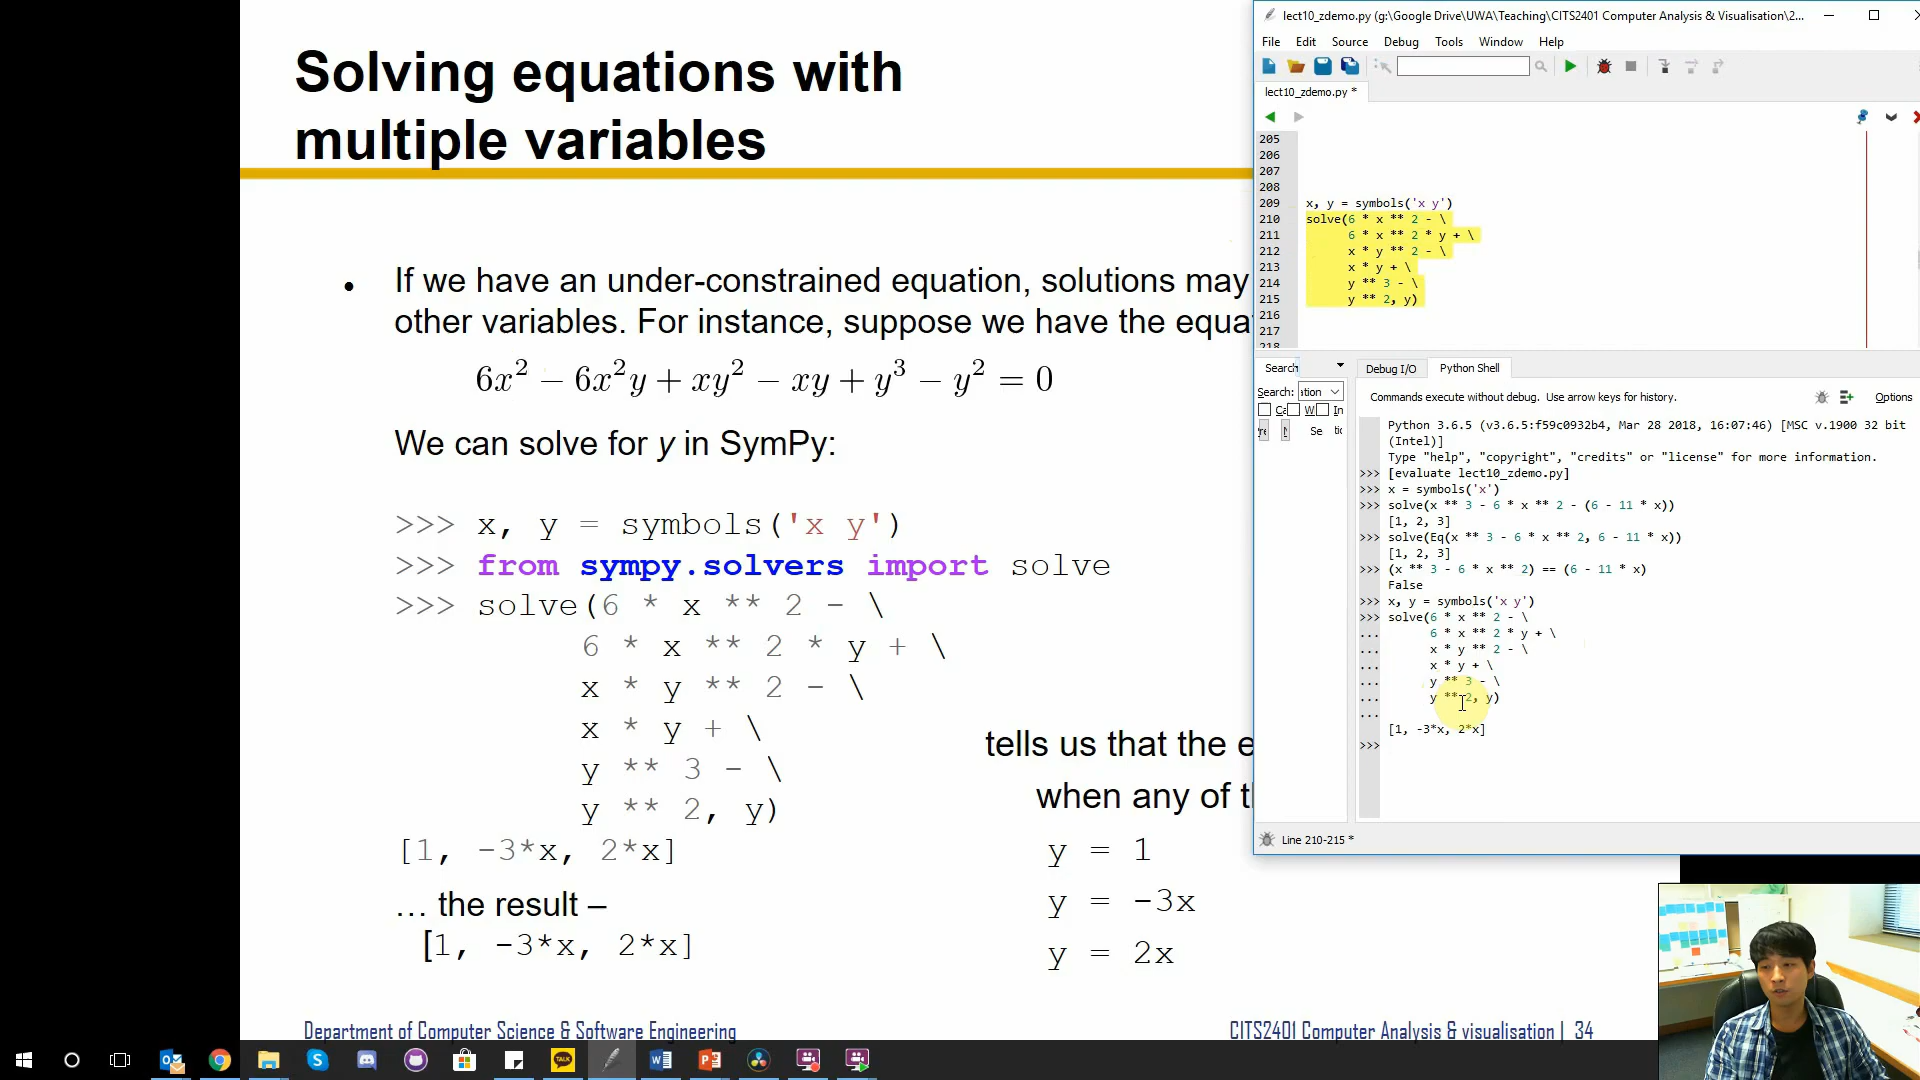 Solving equations with
multiple variables
• If we have an under-constrained equation, solutions may
other variables. For instance, suppose we have the equa
6x² − 6x²y + xy² − xy + y³ − y² = 0
We can solve for y in SymPy:
>>> x, y = symbols('x y')
>>> from sympy.solvers import solve
>>> solve(6 * x ** 2 - \
6 * x ** 2 * y + \
x * y ** 2 - \
x * y + \
y ** 3 - \
y ** 2, y)
[1, -3*x, 2*x]
… the result –
[1, -3*x, 2*x]
tells us that the e
when any of t
y = 1
y = -3x
y = 2x
Department of Computer Science & Software Engineering
CITS2401 Computer Analysis & visualisation | 34
lect10_zdemo.py (g:\Google Drive\UWA\Teaching\CITS2401 Computer Analysis & Visualisation\2...
File Edit Source Debug Tools Window Help
lect10_zdemo.py *
205
206
207
208
209 x, y = symbols('x y')
210 solve(6 * x ** 2 - \
211 6 * x ** 2 * y + \
212 x * y ** 2 - \
213 x * y + \
214 y ** 3 - \
215 y ** 2, y)
216
217
218
Search
Search: ation
Ca W In
Se
Debug I/O Python Shell
Commands execute without debug. Use arrow keys for history.
Options
Python 3.6.5 (v3.6.5:f59c0932b4, Mar 28 2018, 16:07:46) [MSC v.1900 32 bit
(Intel)]
Type "help", "copyright", "credits" or "license" for more information.
>>> [evaluate lect10_zdemo.py]
>>> x = symbols('x')
>>> solve(x ** 3 - 6 * x ** 2 - (6 - 11 * x))
[1, 2, 3]
>>> solve(Eq(x ** 3 - 6 * x ** 2, 6 - 11 * x))
[1, 2, 3]
>>> (x ** 3 - 6 * x ** 2) == (6 - 11 * x)
False
>>> x, y = symbols('x y')
>>> solve(6 * x ** 2 - \
... 6 * x ** 2 * y + \
... x * y ** 2 - \
... x * y + \
... y ** 3 - \
... y ** 2, y)
...
[1, -3*x, 2*x]
>>>
Line 210-215 *
TALK